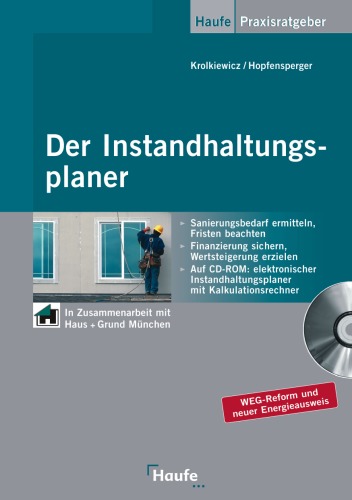 Haufe Praxisratgeber
Krolkiewicz / Hopfensperger
Der Instandhaltungs-
planer
Sanierungsbedarf ermitteln,
Fristen beachten
Finanzierung sichern,
Wertsteigerung erzielen
Auf CD-ROM: elektronischer
Instandhaltungsplaner
mit Kalkulationsrechner
In Zusammenarbeit mit
Haus + Grund München
WEG-Reform und
neuer Energieausweis
Haufe